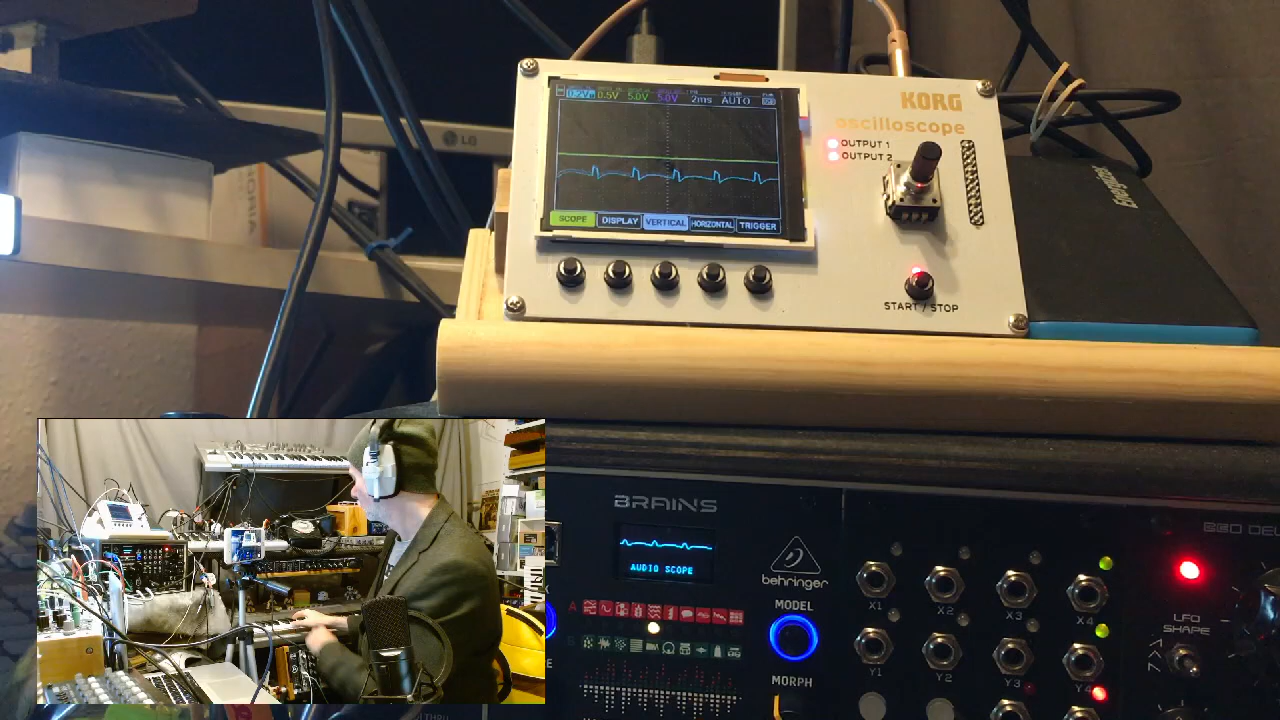 0.2V 0.5V 5.0V 5.0V 2ms AUTO
SCOPE DISPLAY VERTICAL HORIZONTAL TRIGGER
KORG
oscilloscope
OUTPUT 1
OUTPUT 2
START / STOP
LG
Energizer
BRAINS
AUDIO SCOPE
behringer
MODEL
MORPH
X1 X2 X3 X4
Y1 Y2 Y3 Y4
LFO
SHAPE